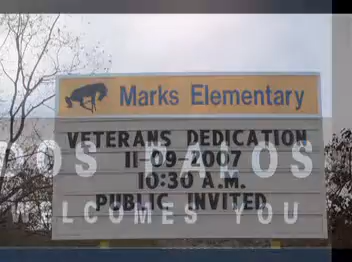 Marks Elementary
VETERANS DEDICATION
DOS PALOS
11-09-2007
10:30 A.M.
PUBLIC INVITED
WELCOMES YOU